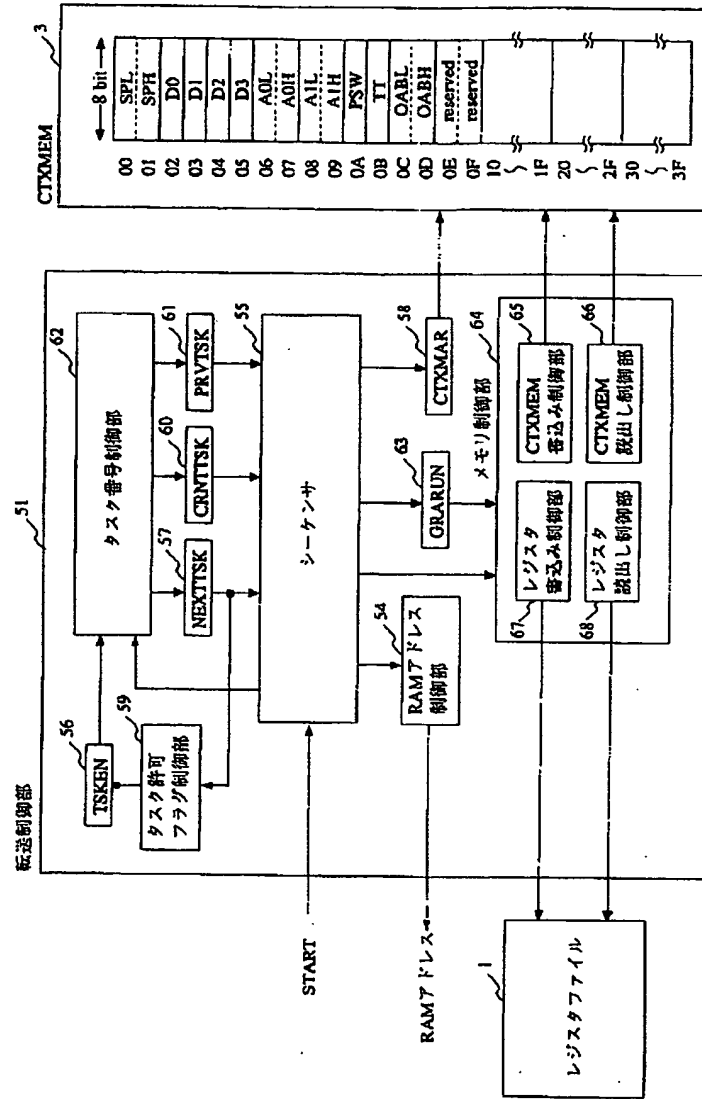 転送制御部
51
TSKEN
56
タスク許可
フラグ制御部
59
タスク番号制御部
62
NEXTTSK
57
CRNTTSK
60
PRVTSK
61
START
シーケンサ
55
RAMアドレス
RAMアドレス
制御部
54
GRARUN
63
CTXMAR
58
メモリ制御部
64
レジスタ
書込み制御部
67
CTXMEM
書込み制御部
65
レジスタ
読出し制御部
68
CTXMEM
読出し制御部
66
レジスタファイル
1
CTXMEM
3
8 bit
00 SPL
01 SPH
02 D0
03 D1
04 D2
05 D3
06 A0L
07 A0H
08 A1L
09 A1H
0A PSW
0B TT
0C OABL
0D OABH
0E reserved
0F reserved
10
1F
20
2F
30
3F